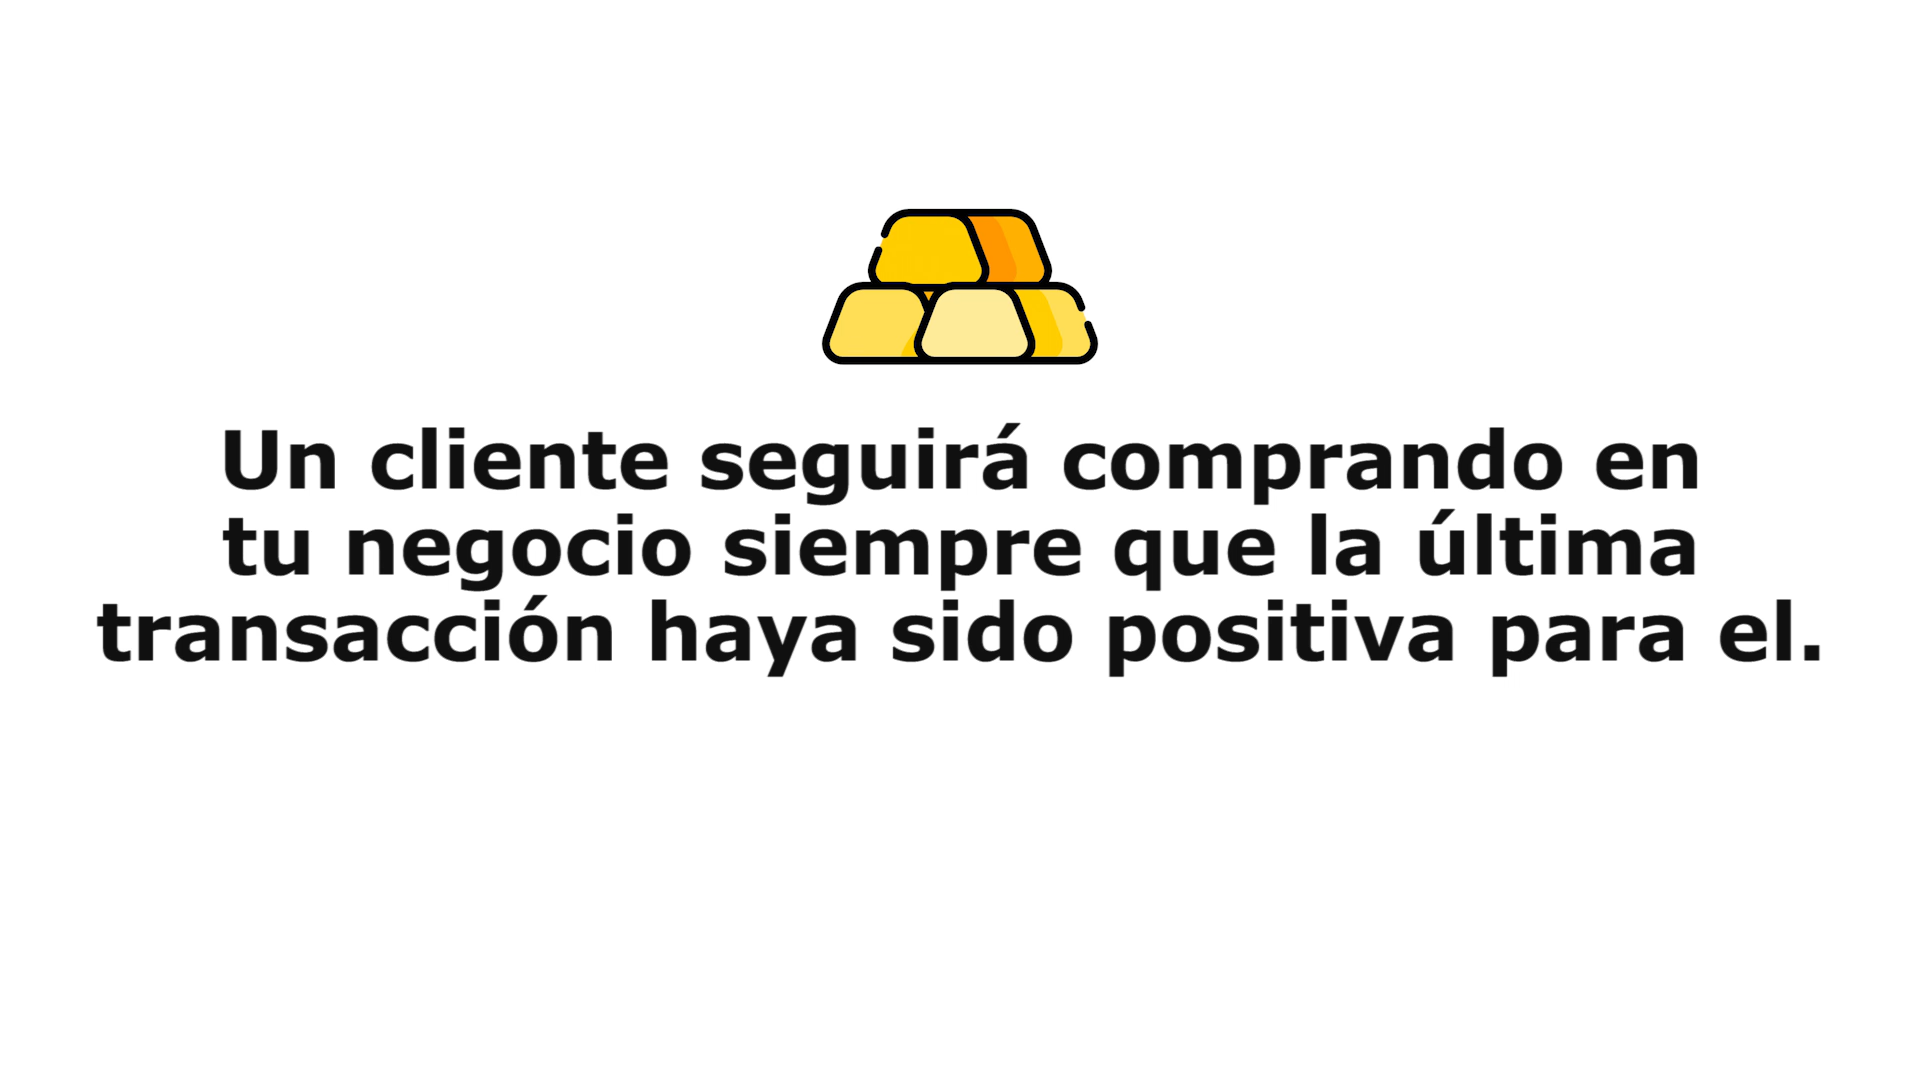 Un cliente seguirá comprando en
tu negocio siempre que la última
transacción haya sido positiva para el.